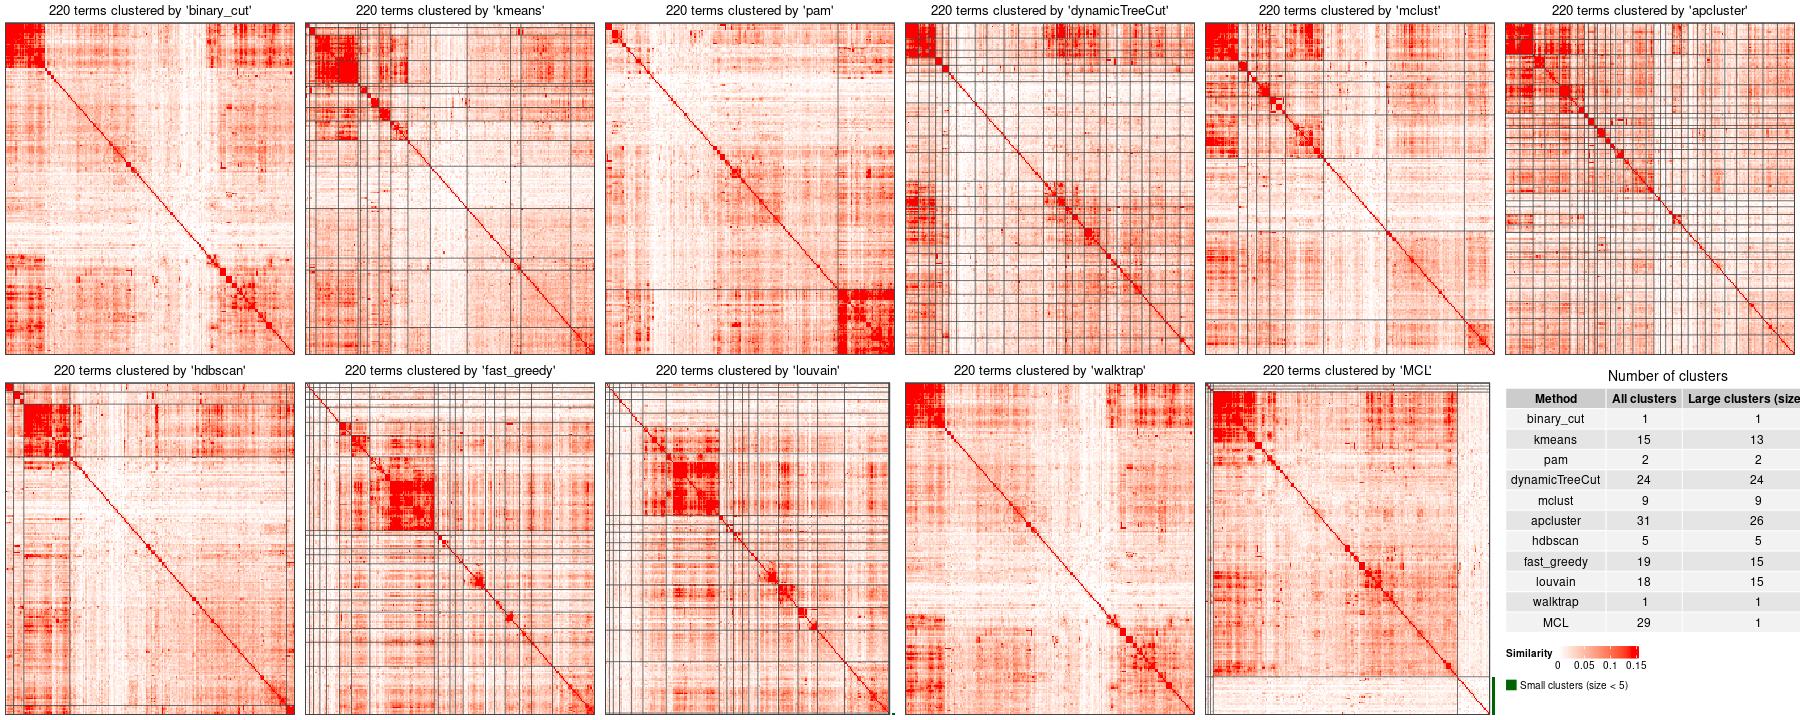 220 terms clustered by 'binary_cut'
220 terms clustered by 'kmeans'
220 terms clustered by 'pam'
220 terms clustered by 'dynamicTreeCut'
220 terms clustered by 'mclust'
220 terms clustered by 'apcluster'
220 terms clustered by 'hdbscan'
220 terms clustered by 'fast_greedy'
220 terms clustered by 'louvain'
220 terms clustered by 'walktrap'
220 terms clustered by 'MCL'
Number of clusters
Method All clusters Large clusters (size
binary_cut 1 1
kmeans 15 13
pam 2 2
dynamicTreeCut 24 24
mclust 9 9
apcluster 31 26
hdbscan 5 5
fast_greedy 19 15
louvain 18 15
walktrap 1 1
MCL 29 1
Similarity
0 0.05 0.1 0.15
Small clusters (size < 5)